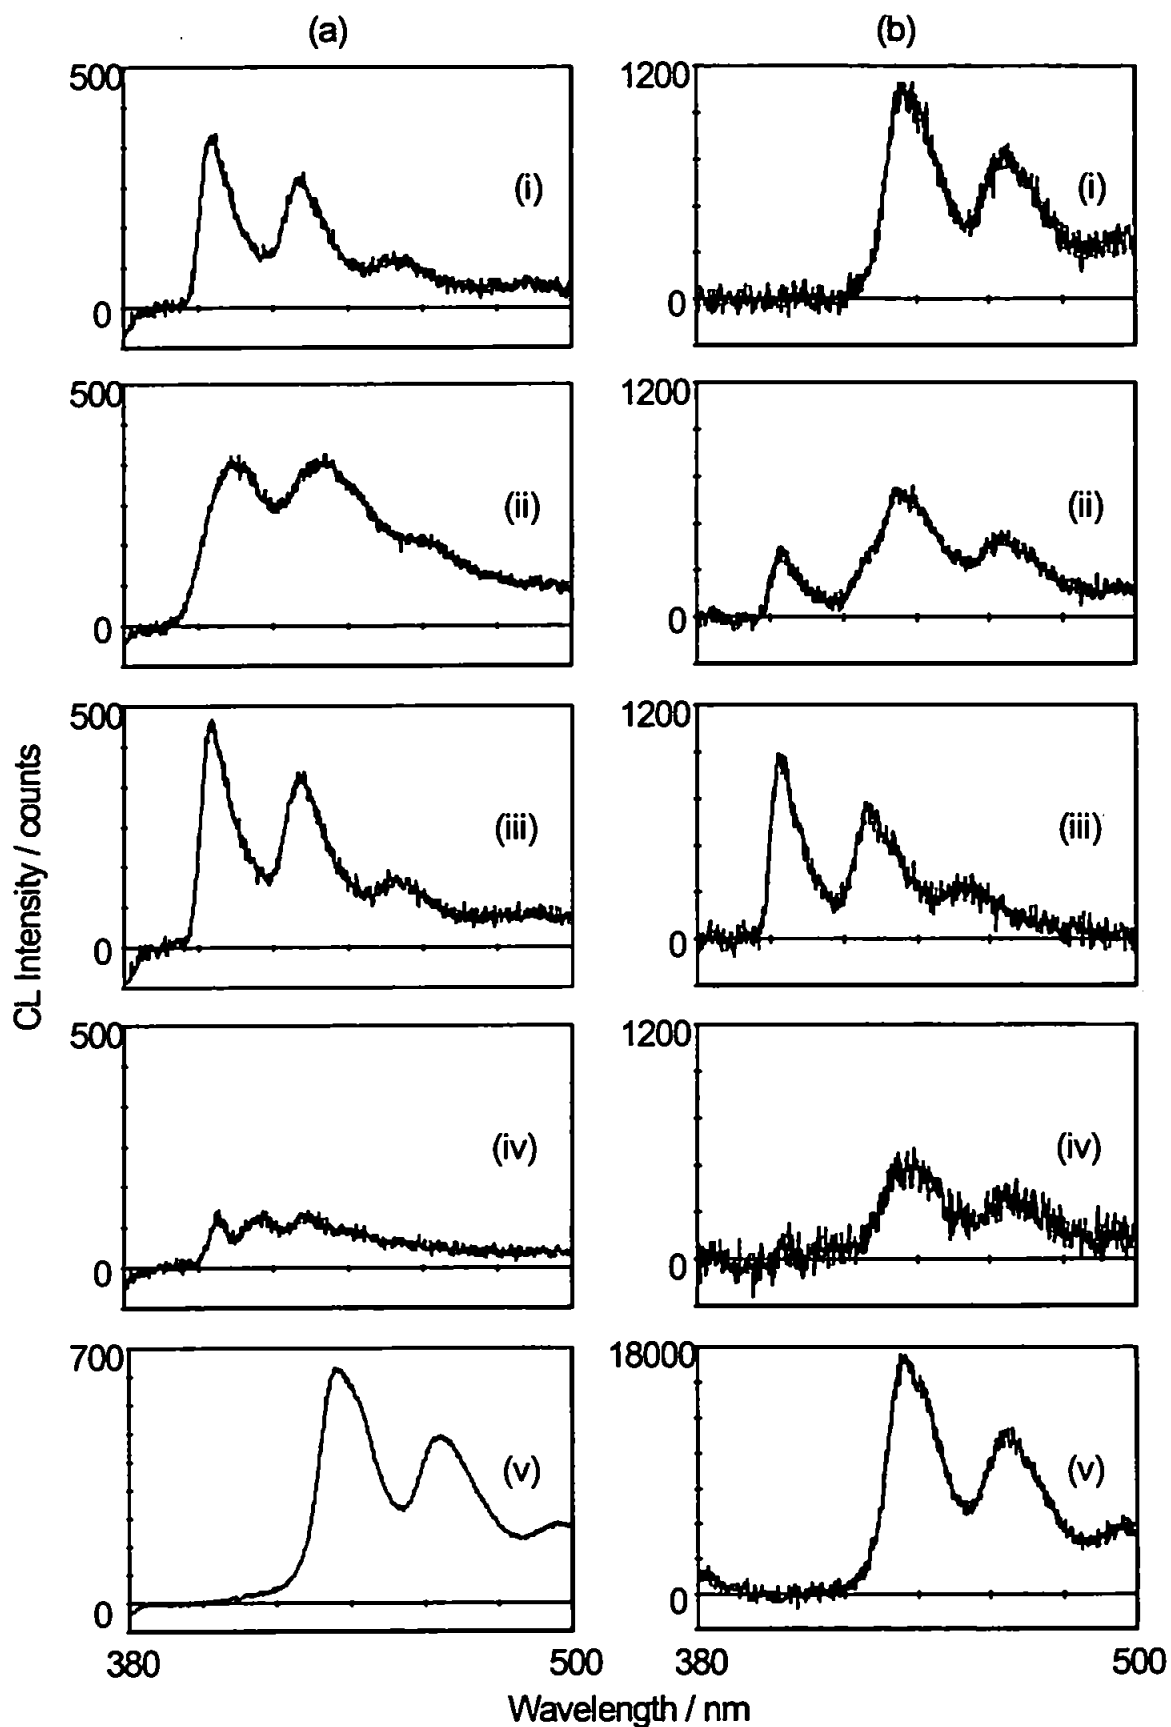 (a) (b)
500 1200
(i) (i)
0 0
500 1200
(ii) (ii)
0 0
500 1200
(iii) (iii)
0 0
CL Intensity / counts
500 1200
(iv) (iv)
0 0
700 18000
(v) (v)
0 0
380 500 380 500
Wavelength / nm